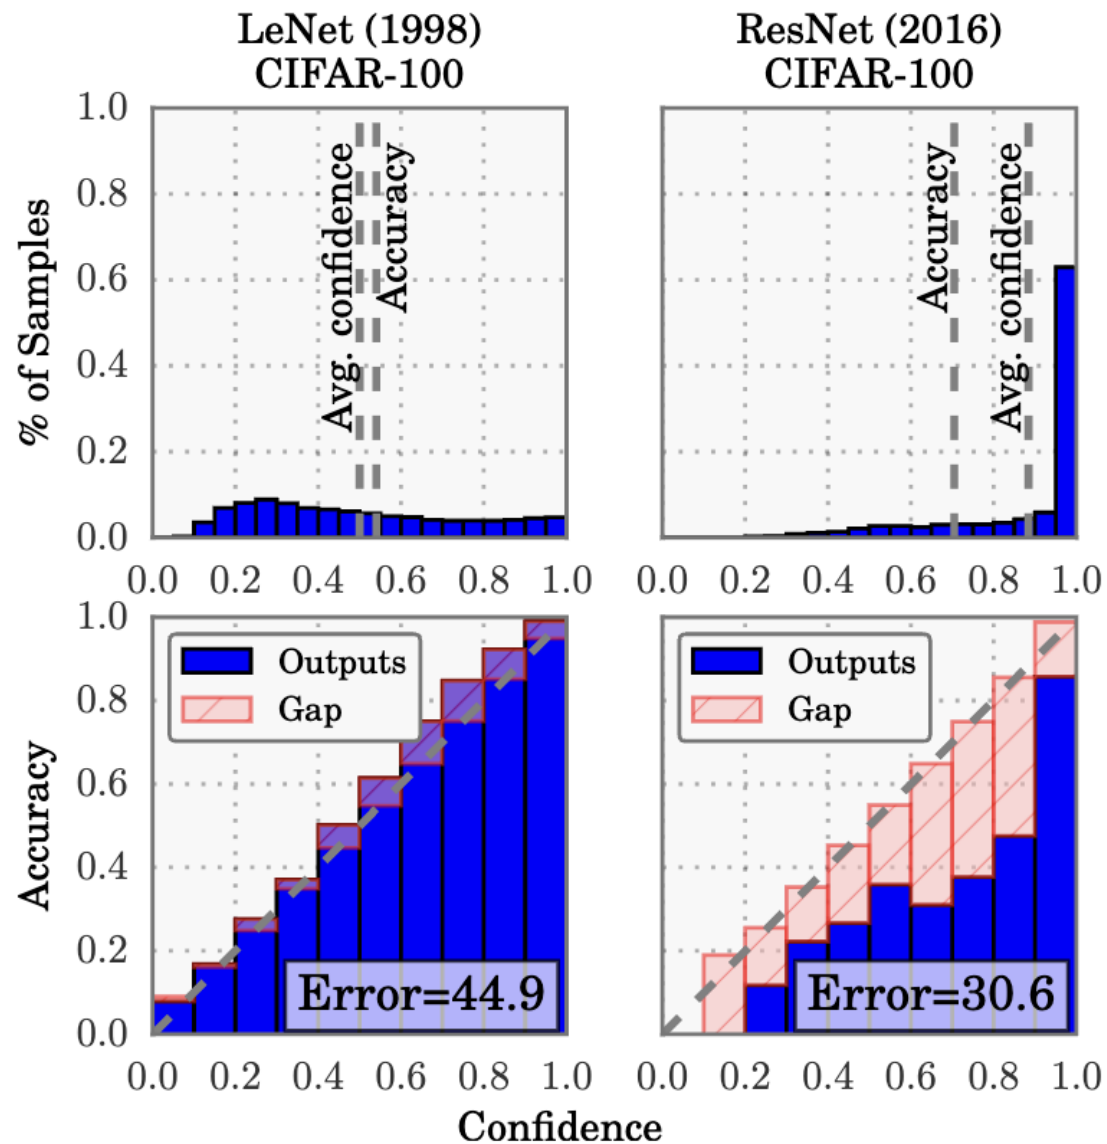 LeNet (1998)
CIFAR-100
ResNet (2016)
CIFAR-100
% of Samples
1.0
0.8
0.6
0.4
0.2
0.0
Avg. confidence
Accuracy
0.0 0.2 0.4 0.6 0.8 1.0
Accuracy
Avg. confidence
0.0 0.2 0.4 0.6 0.8 1.0
Accuracy
1.0
0.8
0.6
0.4
0.2
0.0
Outputs
Gap
Error=44.9
0.0 0.2 0.4 0.6 0.8 1.0
Outputs
Gap
Error=30.6
0.0 0.2 0.4 0.6 0.8 1.0
Confidence